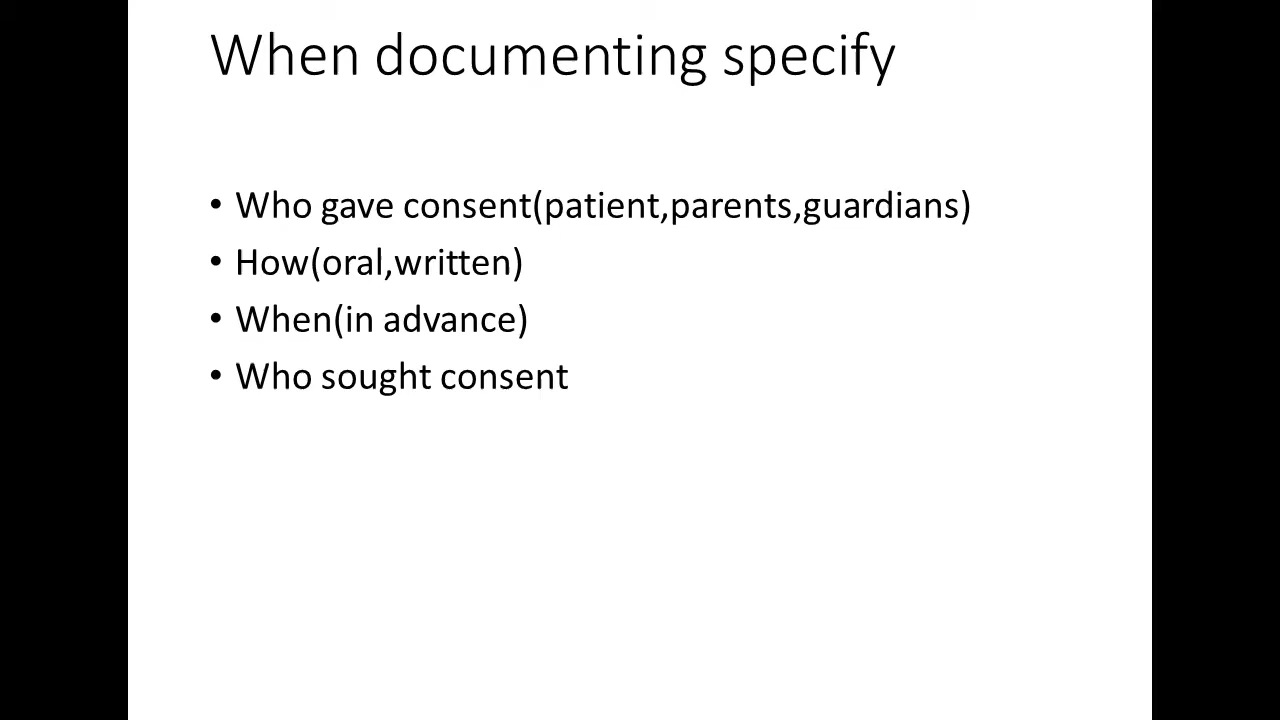 When documenting specify
• Who gave consent(patient,parents,guardians)
• How(oral,written)
• When(in advance)
• Who sought consent